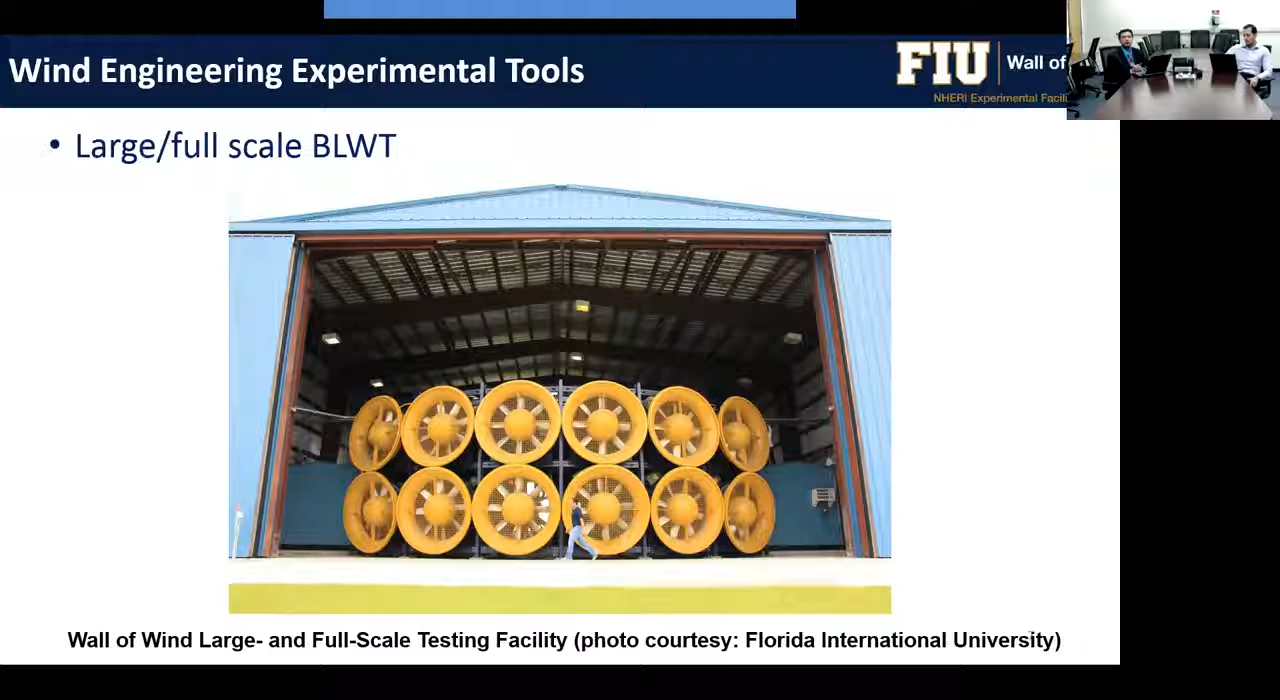 Wind Engineering Experimental Tools
FIU
Wall of
NHERI Experimental
• Large/full scale BLWT
Wall of Wind Large- and Full-Scale Testing Facility (photo courtesy: Florida International University)